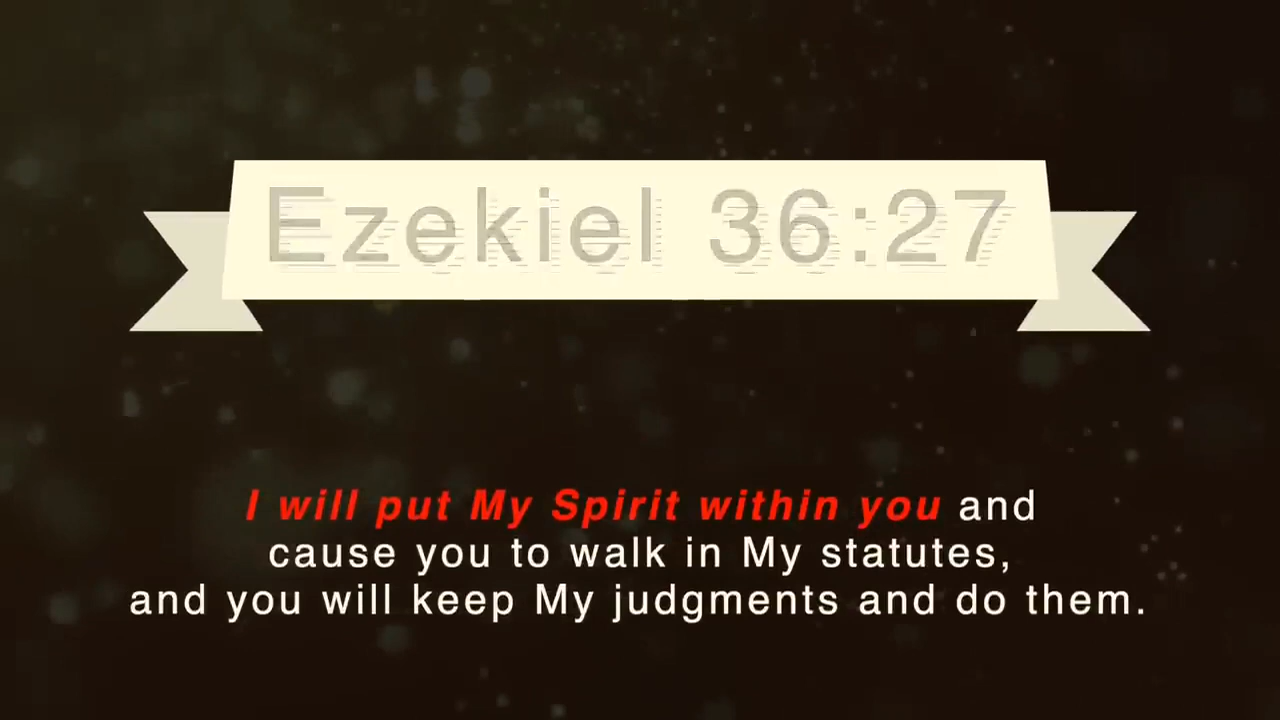 Ezekiel 36:27
I will put My Spirit within you and
cause you to walk in My statutes,
and you will keep My judgments and do them.